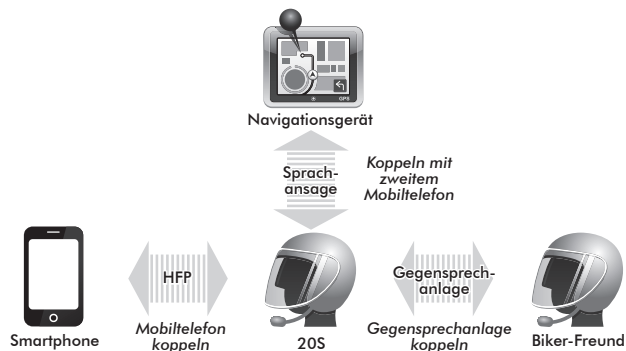 GPS
Navigationsgerät
Sprach-
ansage
Koppeln mit
zweitem
Mobiltelefon
HFP
Gegensprech-
anlage
Smartphone
Mobiltelefon
koppeln
20S
Gegensprechanlage
koppeln
Biker-Freund